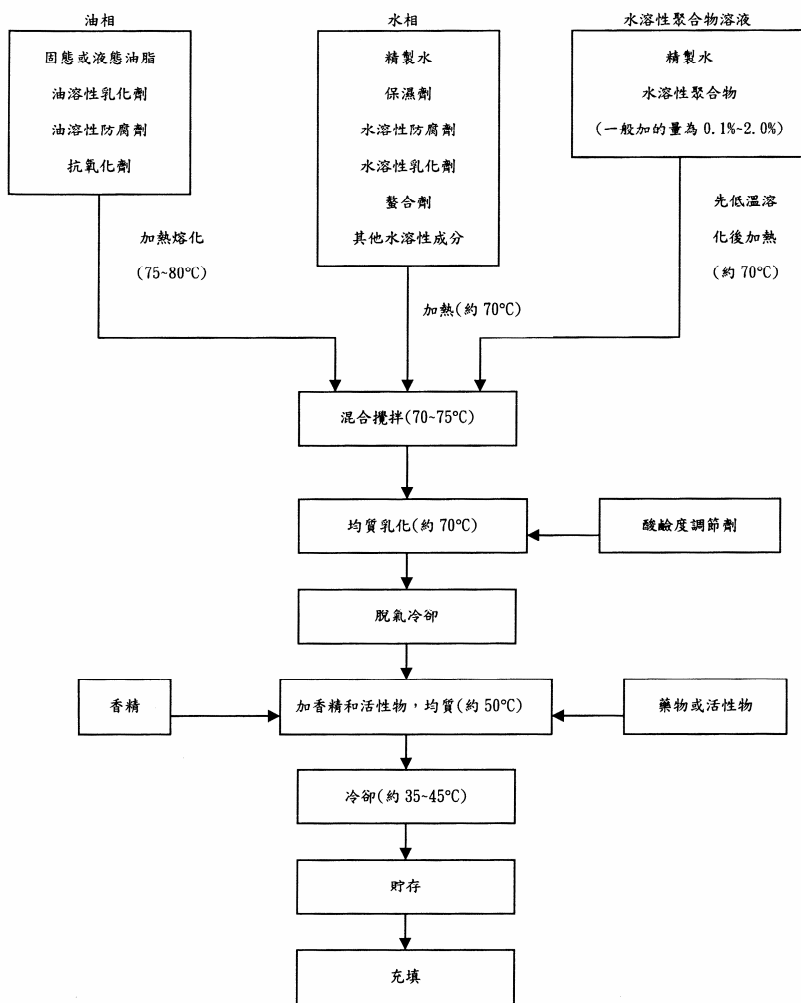 油相
固態或液態油脂
油溶性乳化劑
油溶性防腐劑
抗氧化劑
加熱熔化
(75~80°C)
水相
精製水
保濕劑
水溶性防腐劑
水溶性乳化劑
螯合劑
其他水溶性成分
加熱(約 70°C)
水溶性聚合物溶液
精製水
水溶性聚合物
(一般加的量為 0.1%~2.0%)
先低溫溶
化後加熱
(約 70°C)
混合攪拌(70~75°C)
均質乳化(約 70°C)
酸鹼度調節劑
脫氣冷卻
香精
加香精和活性物，均質(約 50°C)
藥物或活性物
冷卻(約 35~45°C)
貯存
充填